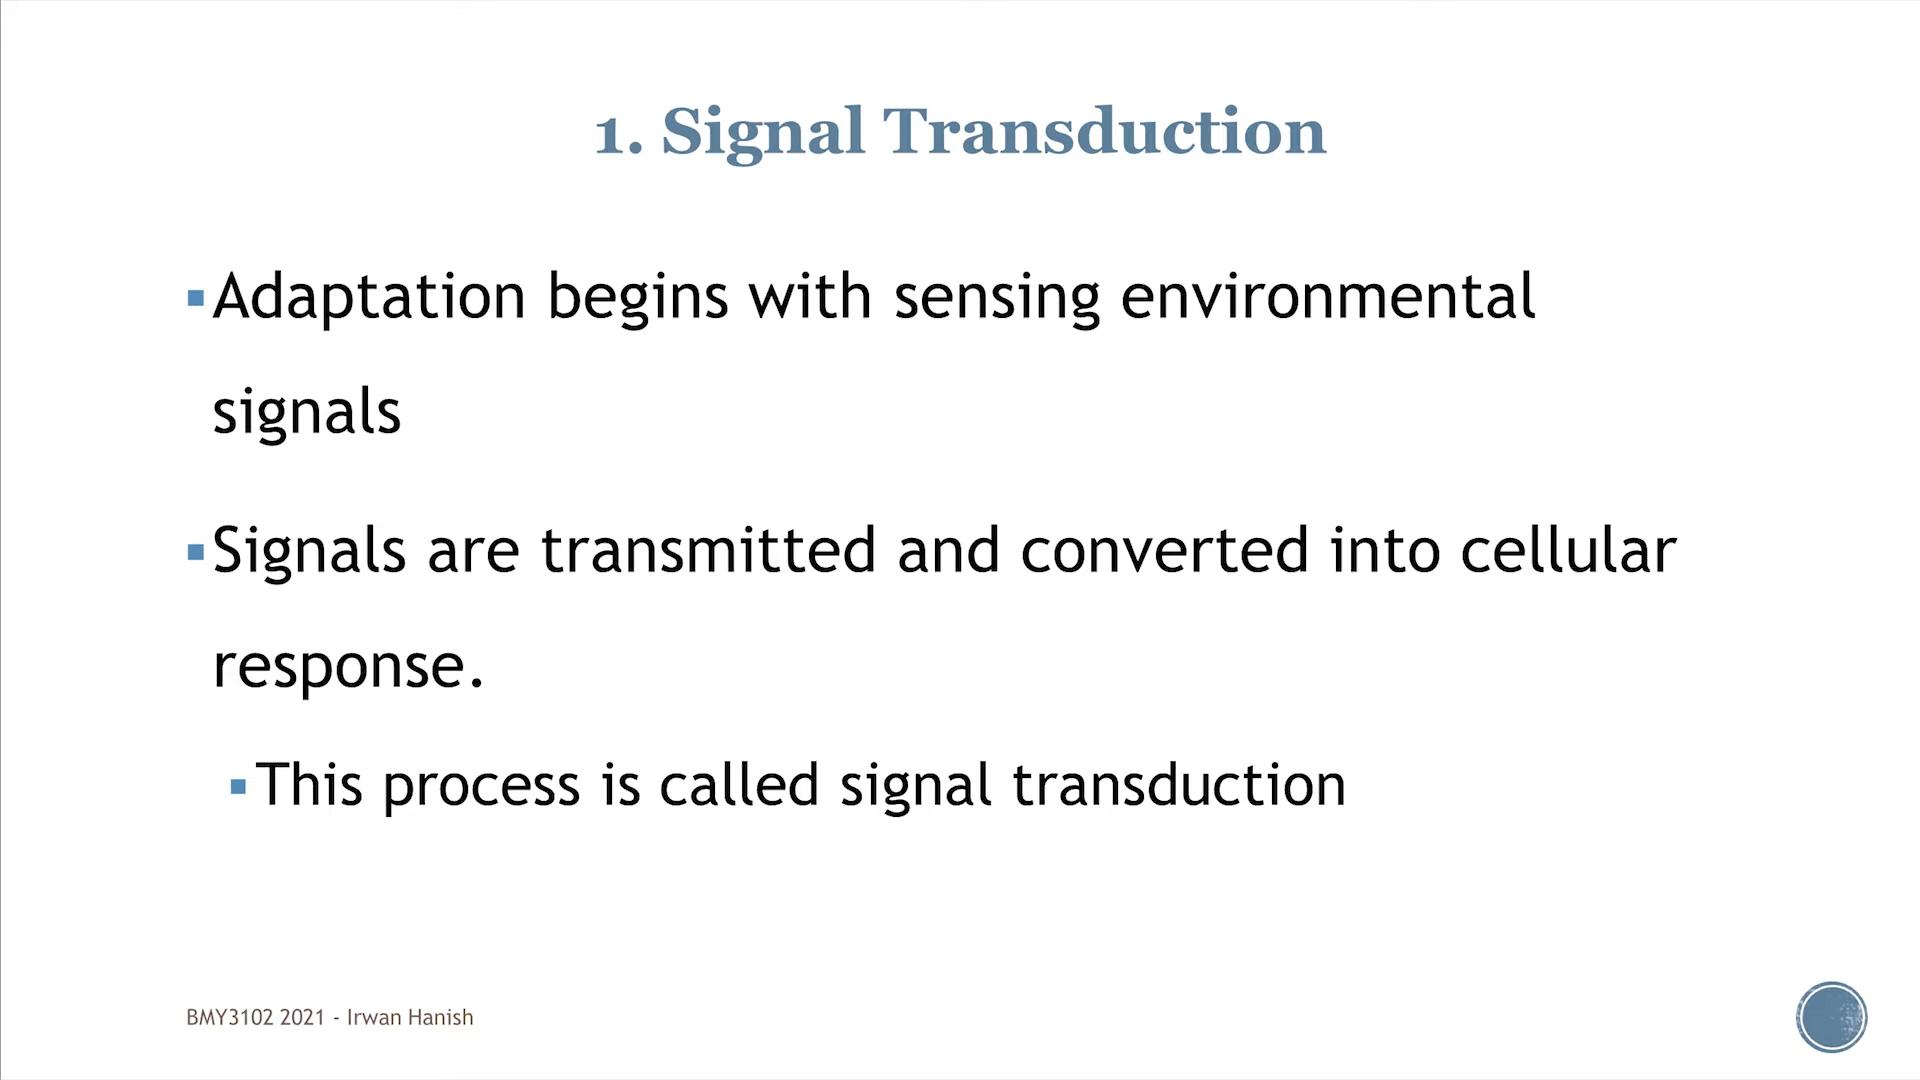 1. Signal Transduction
▪Adaptation begins with sensing environmental
signals
▪Signals are transmitted and converted into cellular
response.
▪This process is called signal transduction
BMY3102 2021 - Irwan Hanish